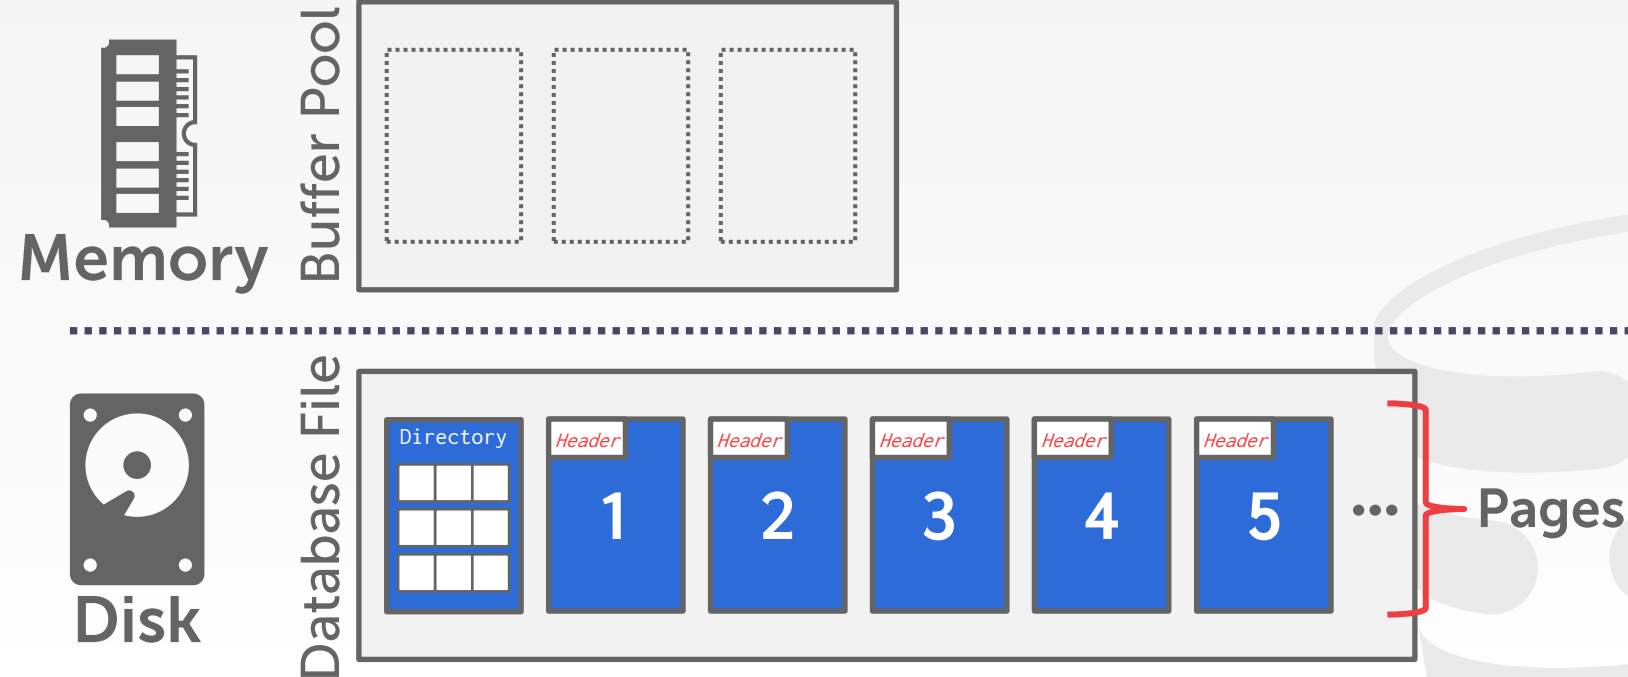 Memory
Buffer Pool
Disk
Database File
Directory
Header
1
Header
2
Header
3
Header
4
Header
5
...
Pages